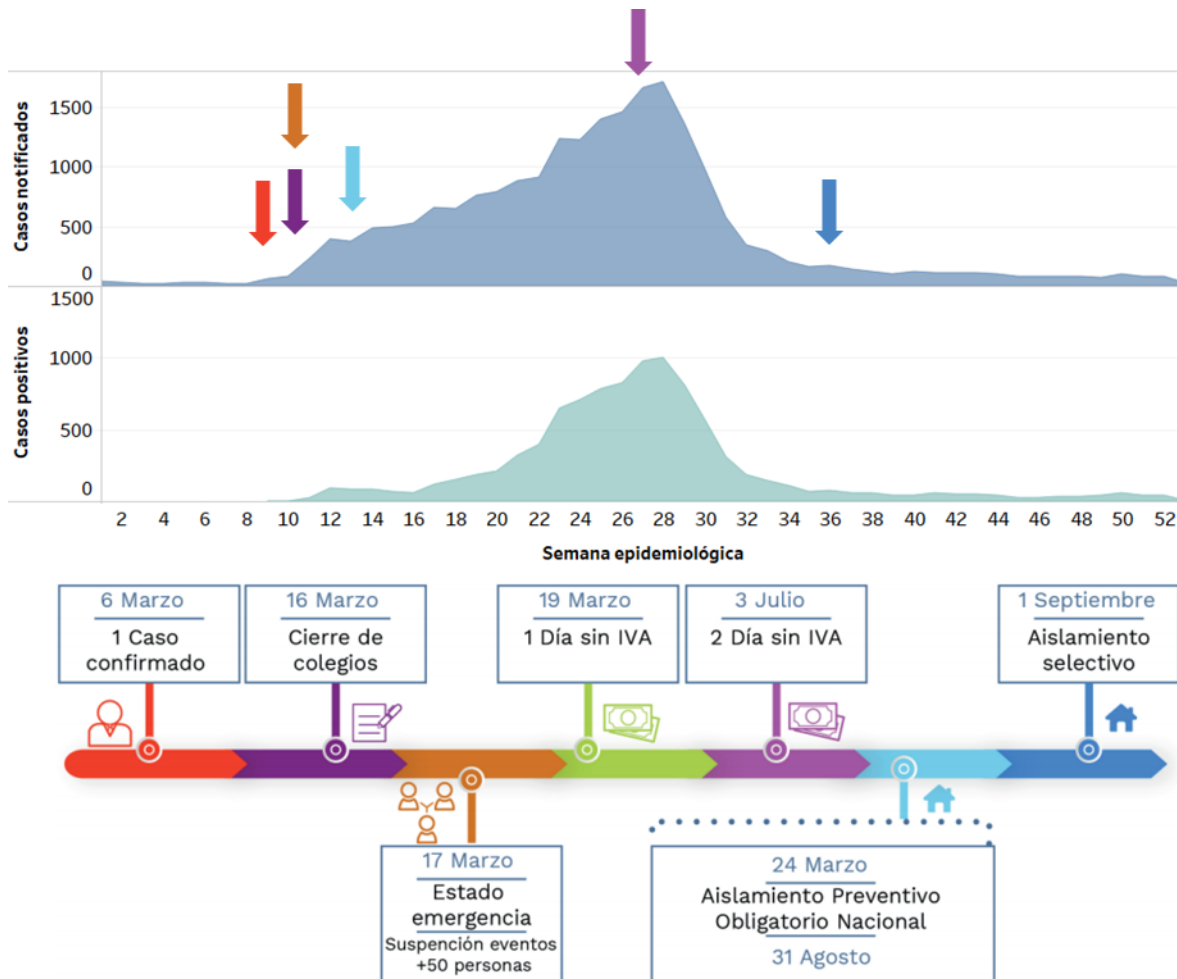 Casos notificados
1500
1000
500
0
Casos positivos
1500
1000
500
0
2 4 6 8 10 12 14 16 18 20 22 24 26 28 30 32 34 36 38 40 42 44 46 48 50 52
Semana epidemiológica
6 Marzo
1 Caso
confirmado
16 Marzo
Cierre de
colegios
19 Marzo
1 Día sin IVA
3 Julio
2 Día sin IVA
1 Septiembre
Aislamiento
selectivo
17 Marzo
Estado
emergencia
Suspención eventos
+50 personas
24 Marzo
Aislamiento Preventivo
Obligatorio Nacional
31 Agosto